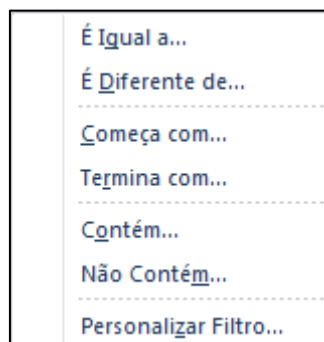 É Igual a...
É Diferente de...
Começa com...
Termina com...
Contém...
Não Contém...
Personalizar Filtro...